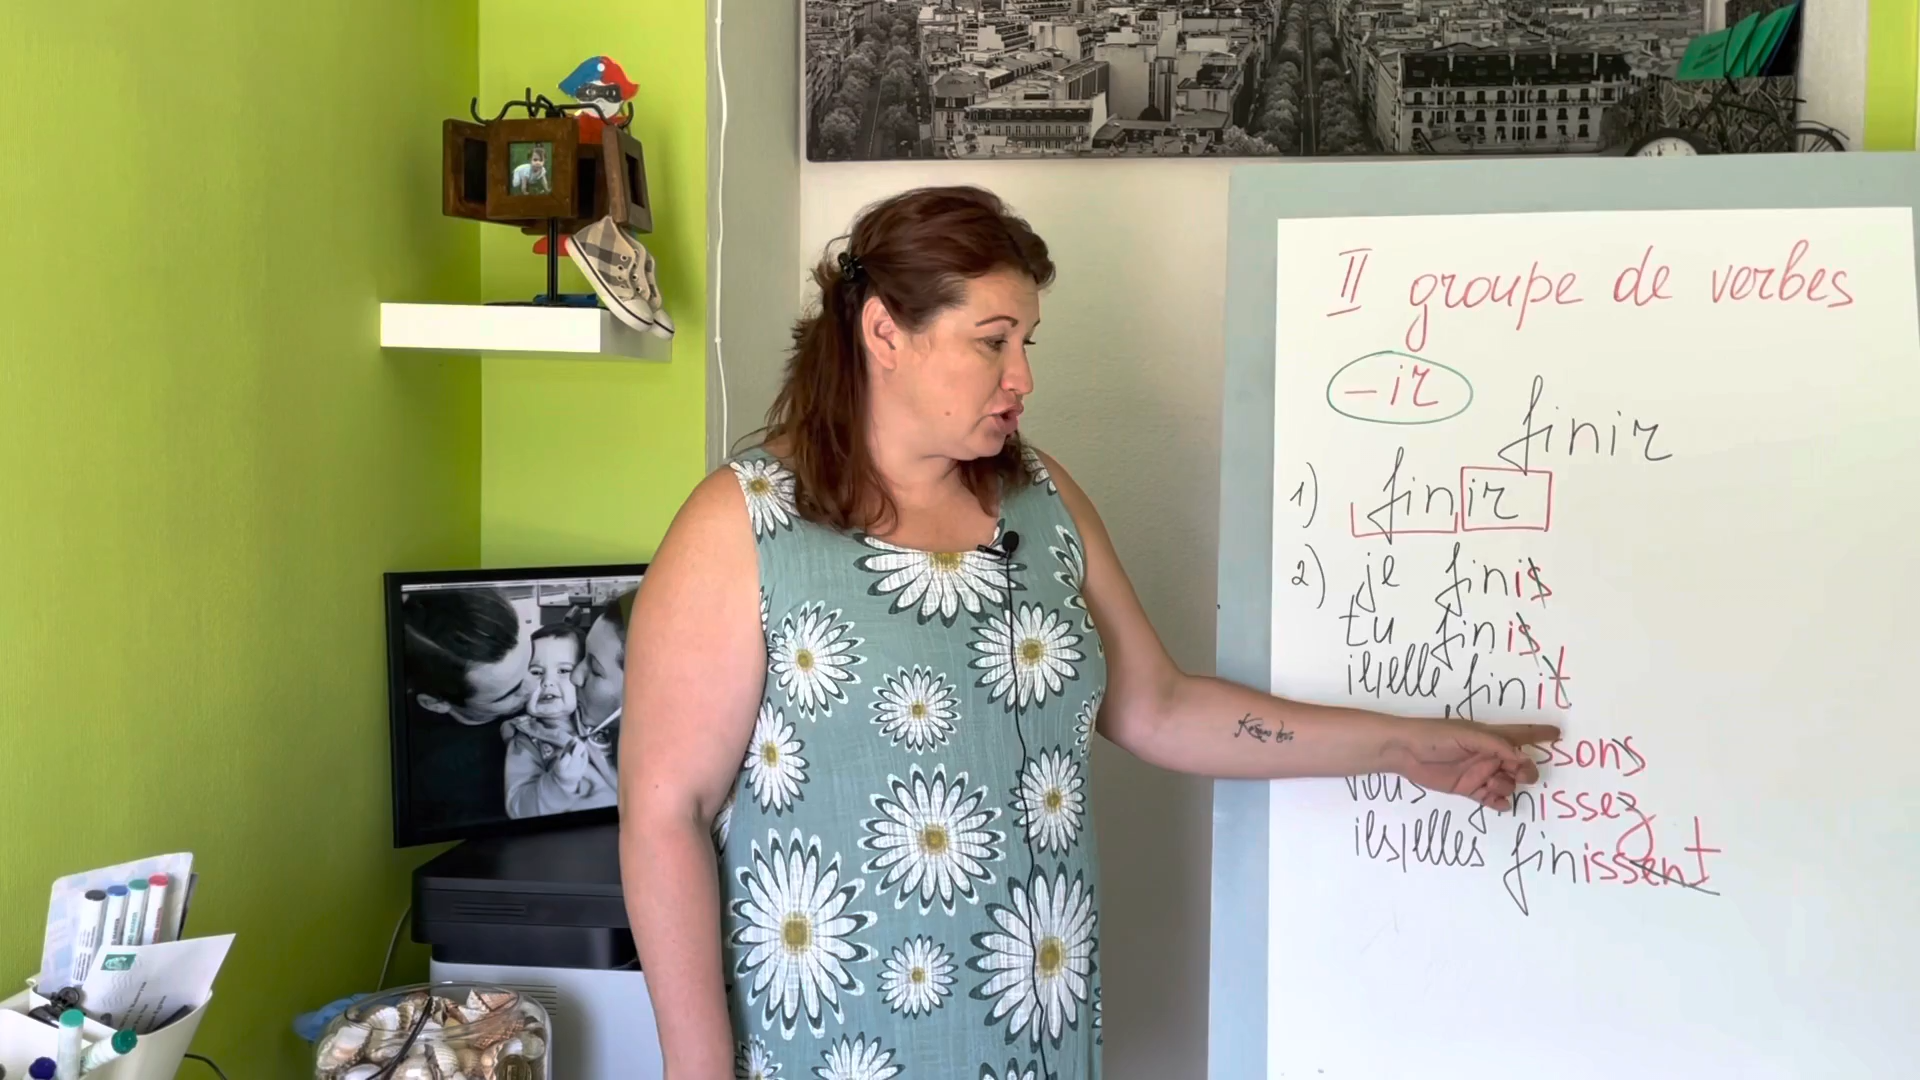 II groupe de verbes
-ir
finir
1) finir
2) je finis
tu finis
il/elle finit
ssons
vous finissez
ils/elles finissent